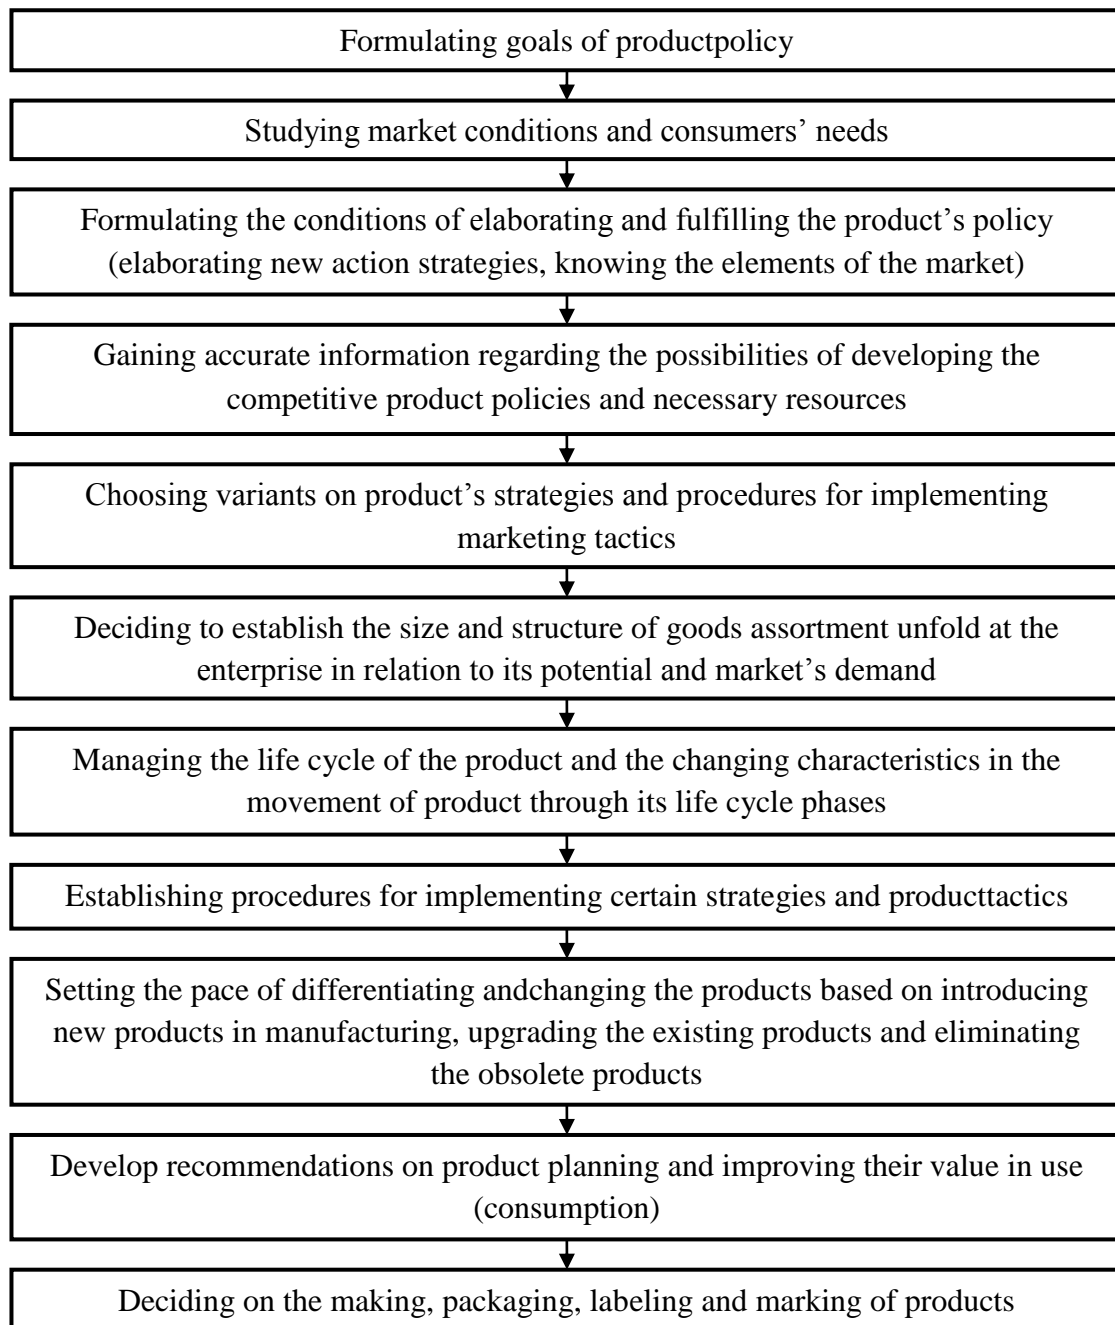 Formulating goals of productpolicy
Studying market conditions and consumers’ needs
Formulating the conditions of elaborating and fulfilling the product’s policy
(elaborating new action strategies, knowing the elements of the market)
Gaining accurate information regarding the possibilities of developing the
competitive product policies and necessary resources
Choosing variants on product’s strategies and procedures for implementing
marketing tactics
Deciding to establish the size and structure of goods assortment unfold at the
enterprise in relation to its potential and market’s demand
Managing the life cycle of the product and the changing characteristics in the
movement of product through its life cycle phases
Establishing procedures for implementing certain strategies and producttactics
Setting the pace of differentiating andchanging the products based on introducing
new products in manufacturing, upgrading the existing products and eliminating
the obsolete products
Develop recommendations on product planning and improving their value in use
(consumption)
Deciding on the making, packaging, labeling and marking of products